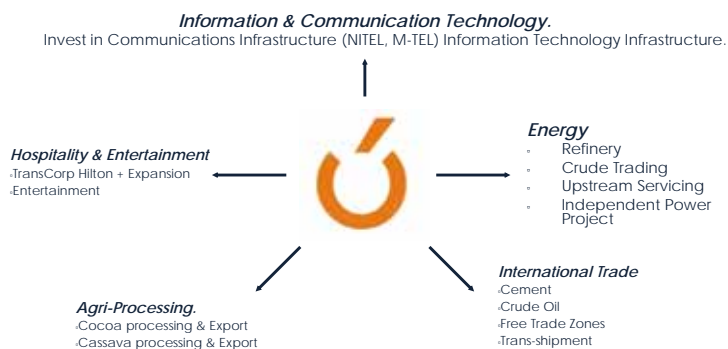 Information & Communication Technology.
Invest in Communications Infrastructure (NITEL, M-TEL) Information Technology Infrastructure.
Hospitality & Entertainment
TransCorp Hilton + Expansion
Entertainment
Energy
Refinery
Crude Trading
Upstream Servicing
Independent Power
Project
Agri-Processing.
Cocoa processing & Export
Cassava processing & Export
International Trade
Cement
Crude Oil
Free Trade Zones
Trans-shipment